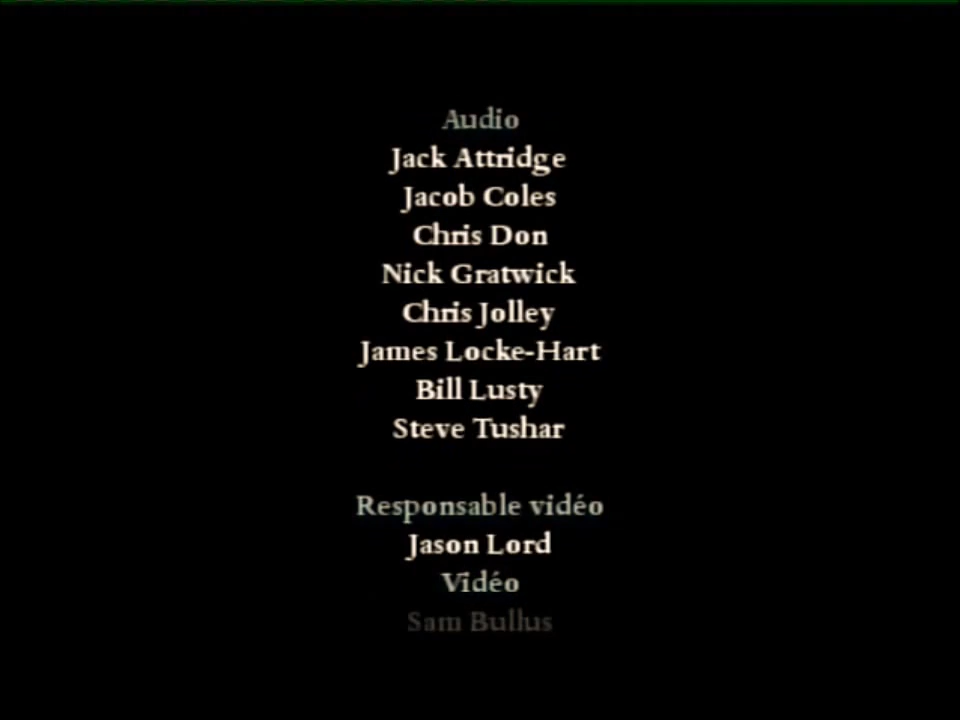 Audio
Jack Attridge
Jacob Coles
Chris Don
Nick Gratwick
Chris Jolley
James Locke-Hart
Bill Lusty
Steve Tushar
Responsable vidéo
Jason Lord
Vidéo
Sam Bullus